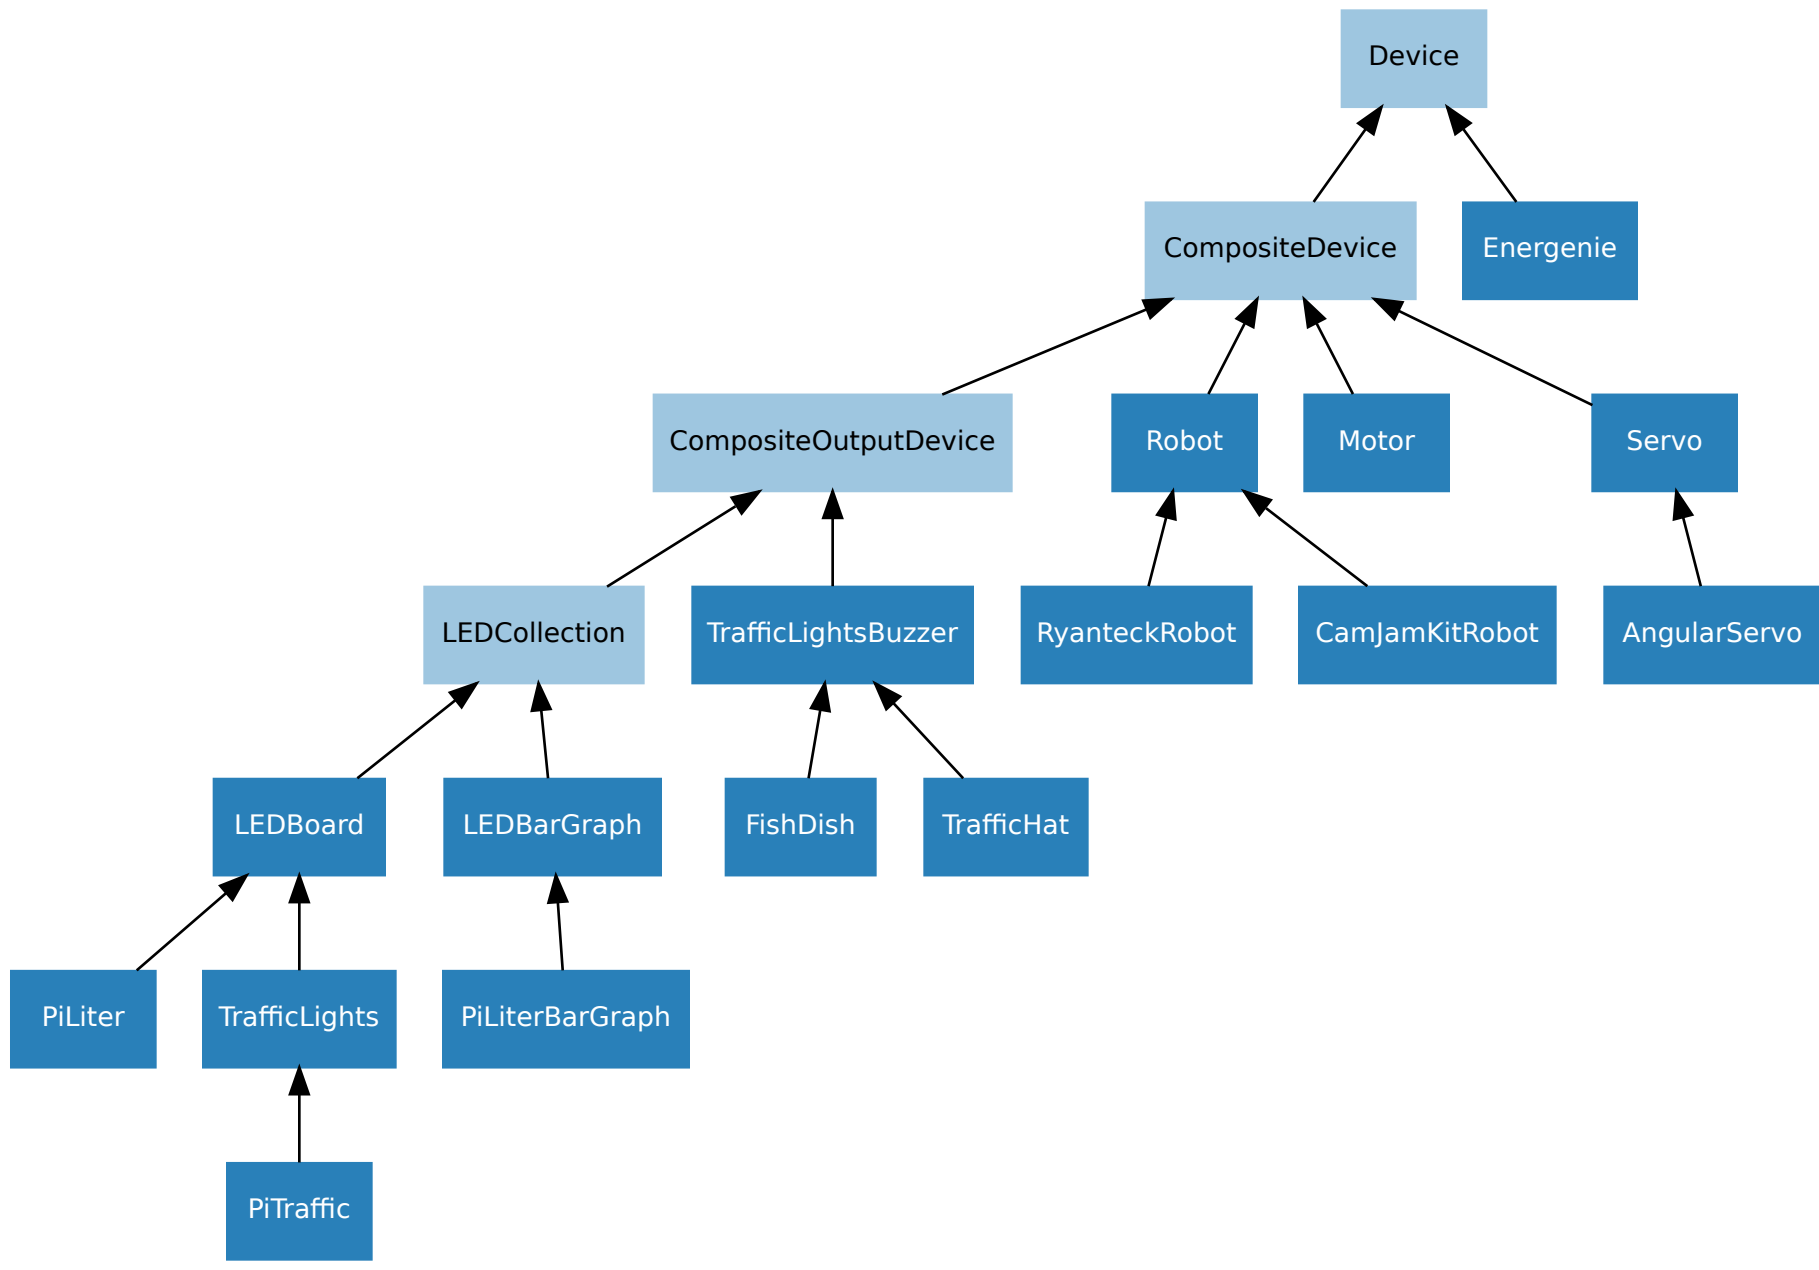 Device
CompositeDevice
Energenie
CompositeOutputDevice
Robot
Motor
Servo
LEDCollection
TrafficLightsBuzzer
RyanteckRobot
CamJamKitRobot
AngularServo
LEDBoard
LEDBarGraph
FishDish
TrafficHat
PiLiter
TrafficLights
PiLiterBarGraph
PiTraffic